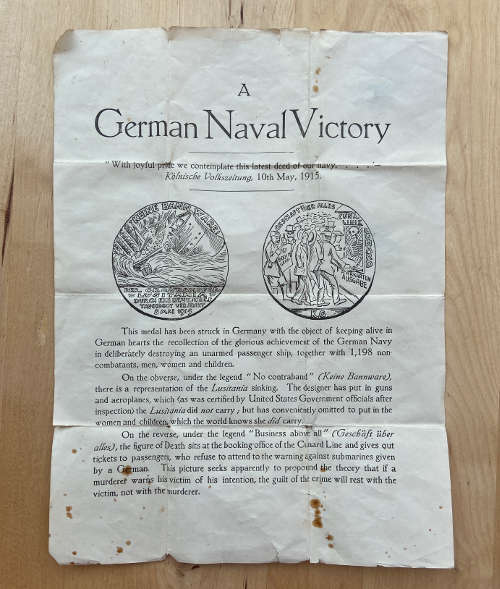 A
German Naval Victory
"With joyful pride we contemplate this latest deed of our navy. . . . . ."—
Kölnische Volkszeitung, 10th May, 1915.
KEINE BANNWARE!
5 MAI 1915
GESCHÄFT ÜBER ALLES
CUNARD
K.G.
This medal has been struck in Germany with the object of keeping alive in
German hearts the recollection of the glorious achievement of the German Navy
in deliberately destroying an unarmed passenger ship, together with 1,198 non-
combatants, men, women and children.
On the obverse, under the legend "No contraband" (Keine Bannware),
there is a representation of the Lusitania sinking. The designer has put in guns
and aeroplanes, which (as was certified by United States Government officials after
inspection) the Lusitania did not carry, but has conveniently omitted to put in the
women and children, which the world knows she did carry.
On the reverse, under the legend "Business above all" (Geschäft über
alles), the figure of Death sits at the booking office of the Cunard Line and gives out
tickets to passengers, who refuse to attend to the warning against submarines given
by a German. This picture seeks apparently to propound the theory that if a
murderer warns his victim of his intention, the guilt of the crime will rest with the
victim, not with the murderer.